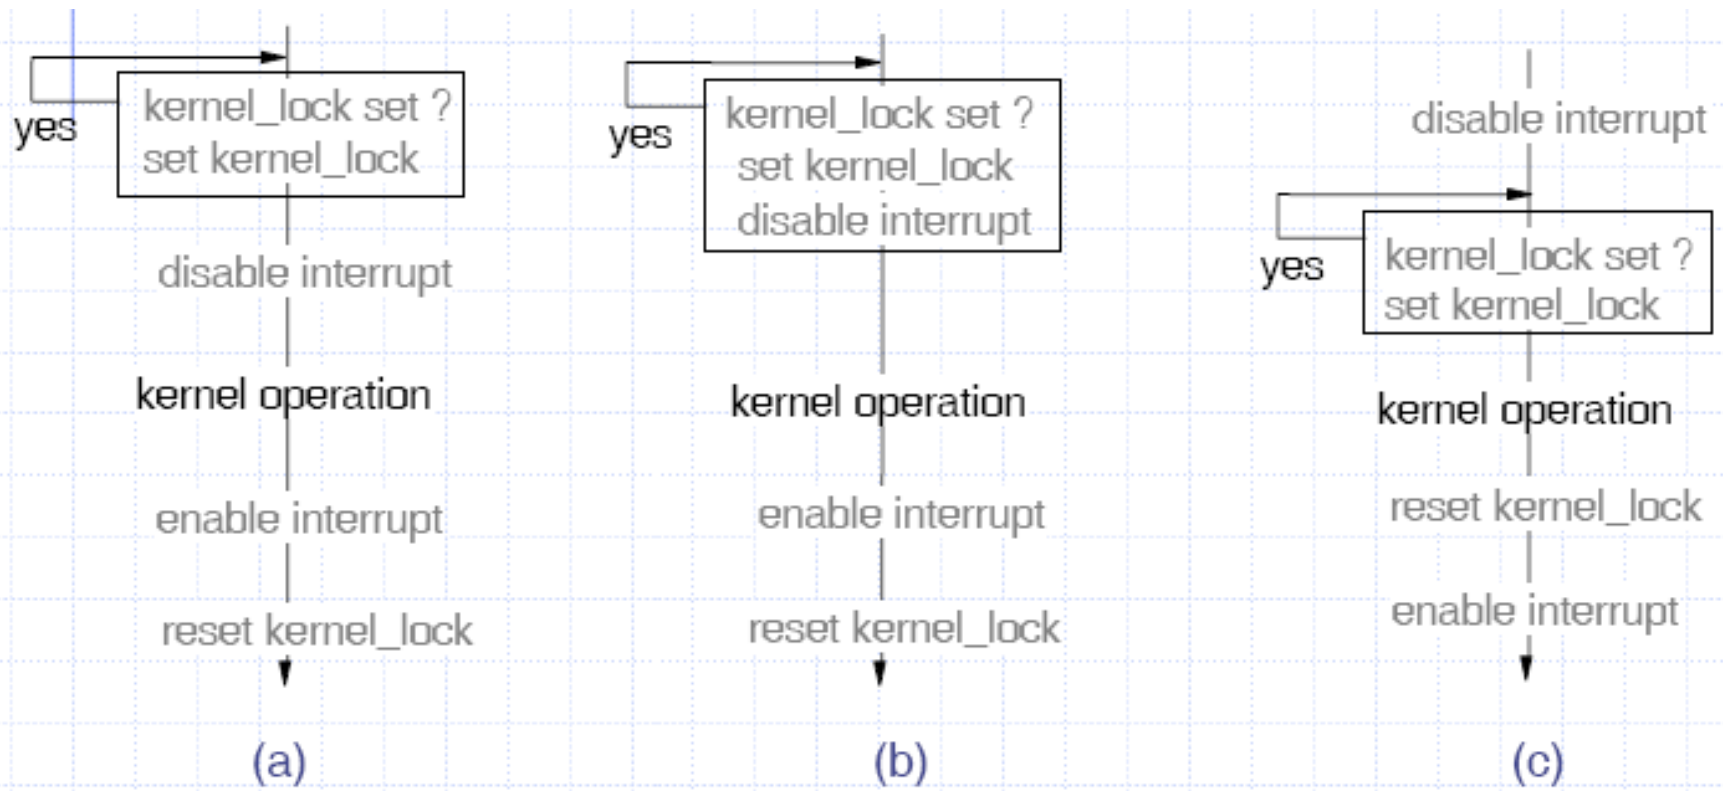 kernel_lock set ?
set kernel_lock
yes
disable interrupt
kernel operation
enable interrupt
reset kernel_lock
(a)
kernel_lock set ?
set kernel_lock
disable interrupt
yes
kernel operation
enable interrupt
reset kernel_lock
(b)
disable interrupt
kernel_lock set ?
set kernel_lock
yes
kernel operation
reset kernel_lock
enable interrupt
(c)